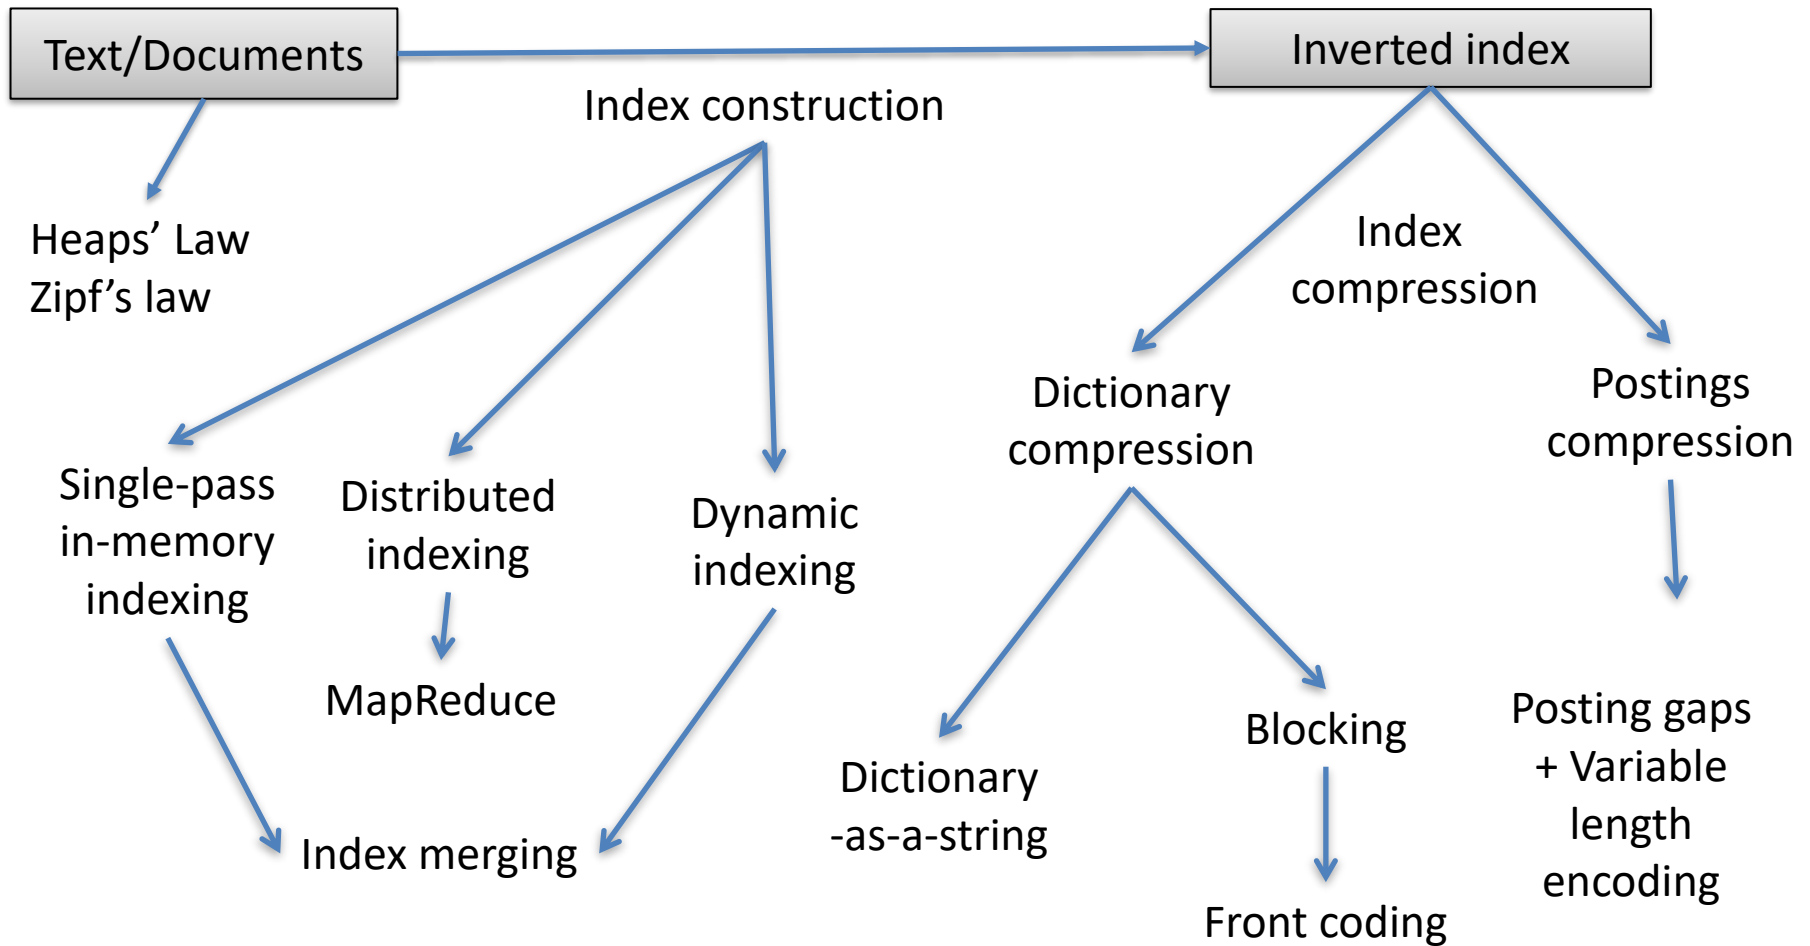 Text/Documents
Inverted index
Index construction
Heaps’ Law
Zipf’s law
Index
compression
Dictionary
compression
Postings
compression
Single-pass
in-memory
indexing
Distributed
indexing
Dynamic
indexing
MapReduce
Index merging
Dictionary
-as-a-string
Blocking
Front coding
Posting gaps
+ Variable
length
encoding